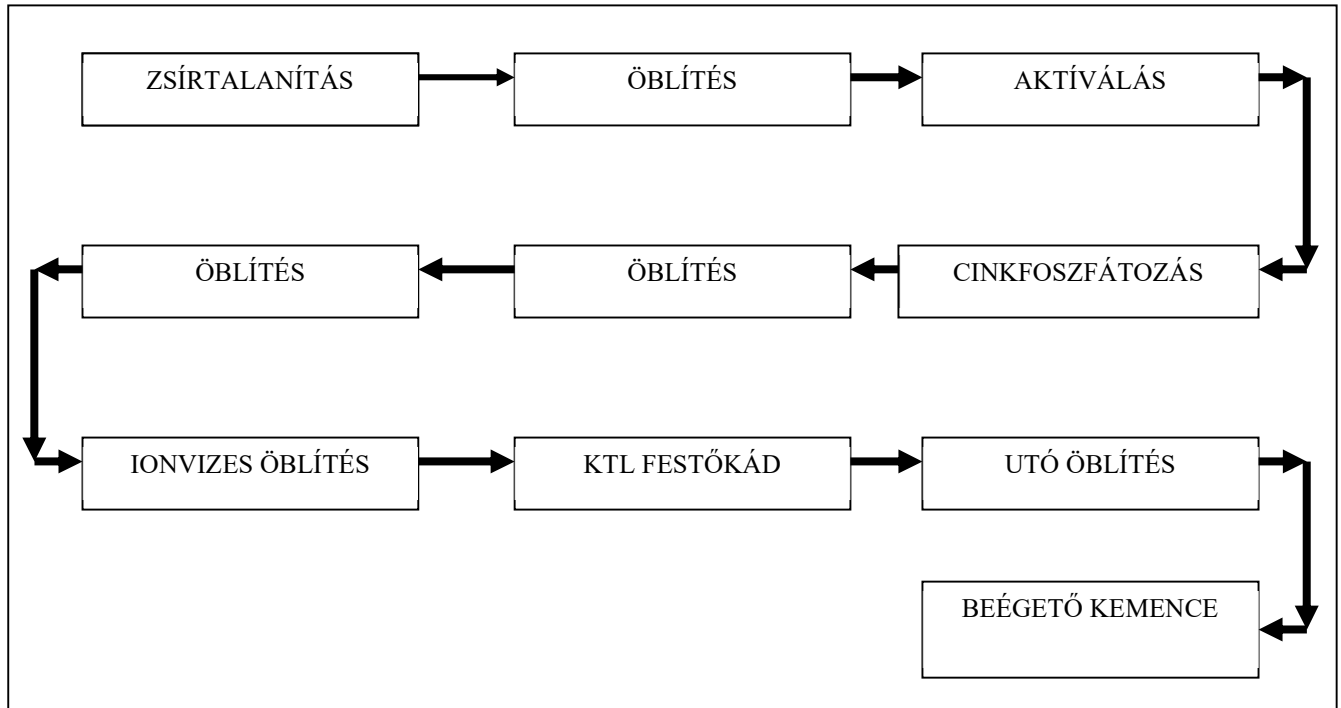 ZSÍRTALANÍTÁS
ÖBLÍTÉS
AKTÍVÁLÁS
CINKFOSZFÁTOZÁS
ÖBLÍTÉS
ÖBLÍTÉS
IONVIZES ÖBLÍTÉS
KTL FESTŐKÁD
UTÓ ÖBLÍTÉS
BEÉGETŐ KEMENCE